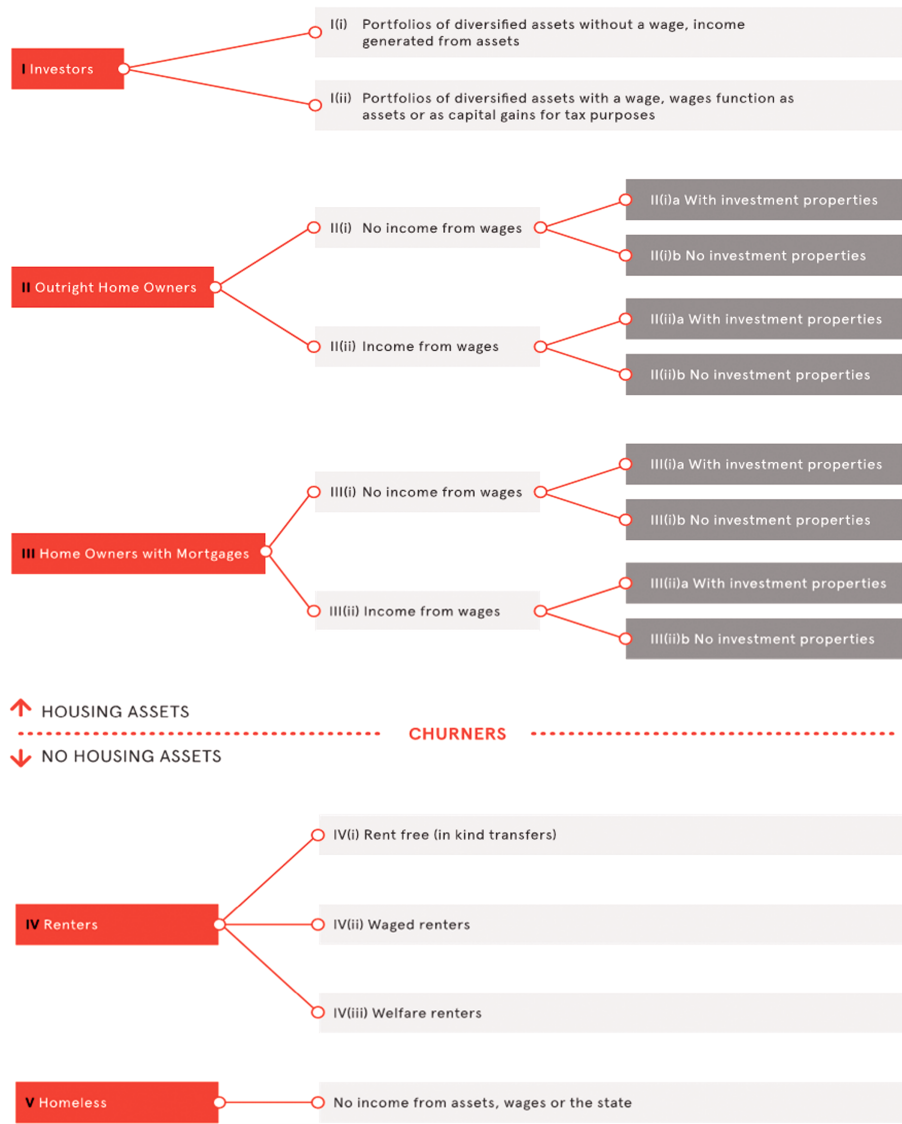 I Investors
I(i) Portfolios of diversified assets without a wage, income
generated from assets
I(ii) Portfolios of diversified assets with a wage, wages function as
assets or as capital gains for tax purposes
II Outright Home Owners
II(i) No income from wages
II(i)a With investment properties
II(i)b No investment properties
II(ii) Income from wages
II(ii)a With investment properties
II(ii)b No investment properties
III Home Owners with Mortgages
III(i) No income from wages
III(i)a With investment properties
III(i)b No investment properties
III(ii) Income from wages
III(ii)a With investment properties
III(ii)b No investment properties
HOUSING ASSETS
CHURNERS
NO HOUSING ASSETS
IV Renters
IV(i) Rent free (in kind transfers)
IV(ii) Waged renters
IV(iii) Welfare renters
V Homeless
No income from assets, wages or the state